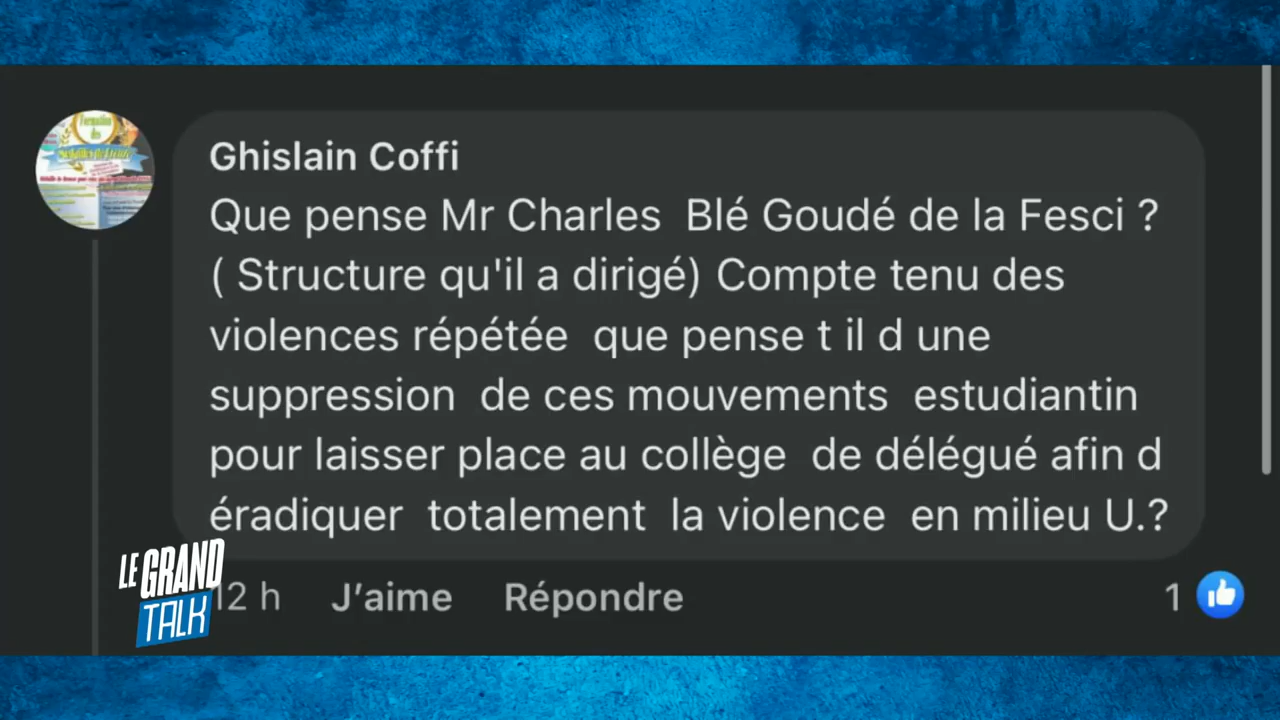 Ghislain Coffi
Que pense Mr Charles  Blé Goudé de la Fesci ?
( Structure qu'il a dirigé) Compte tenu des
violences répétée  que pense t il d une
suppression  de ces mouvements  estudiantin
pour laisser place au collège  de délégué afin d
éradiquer  totalement  la violence  en milieu U.?
12 h J'aime Répondre 1
LE GRAND
TALK